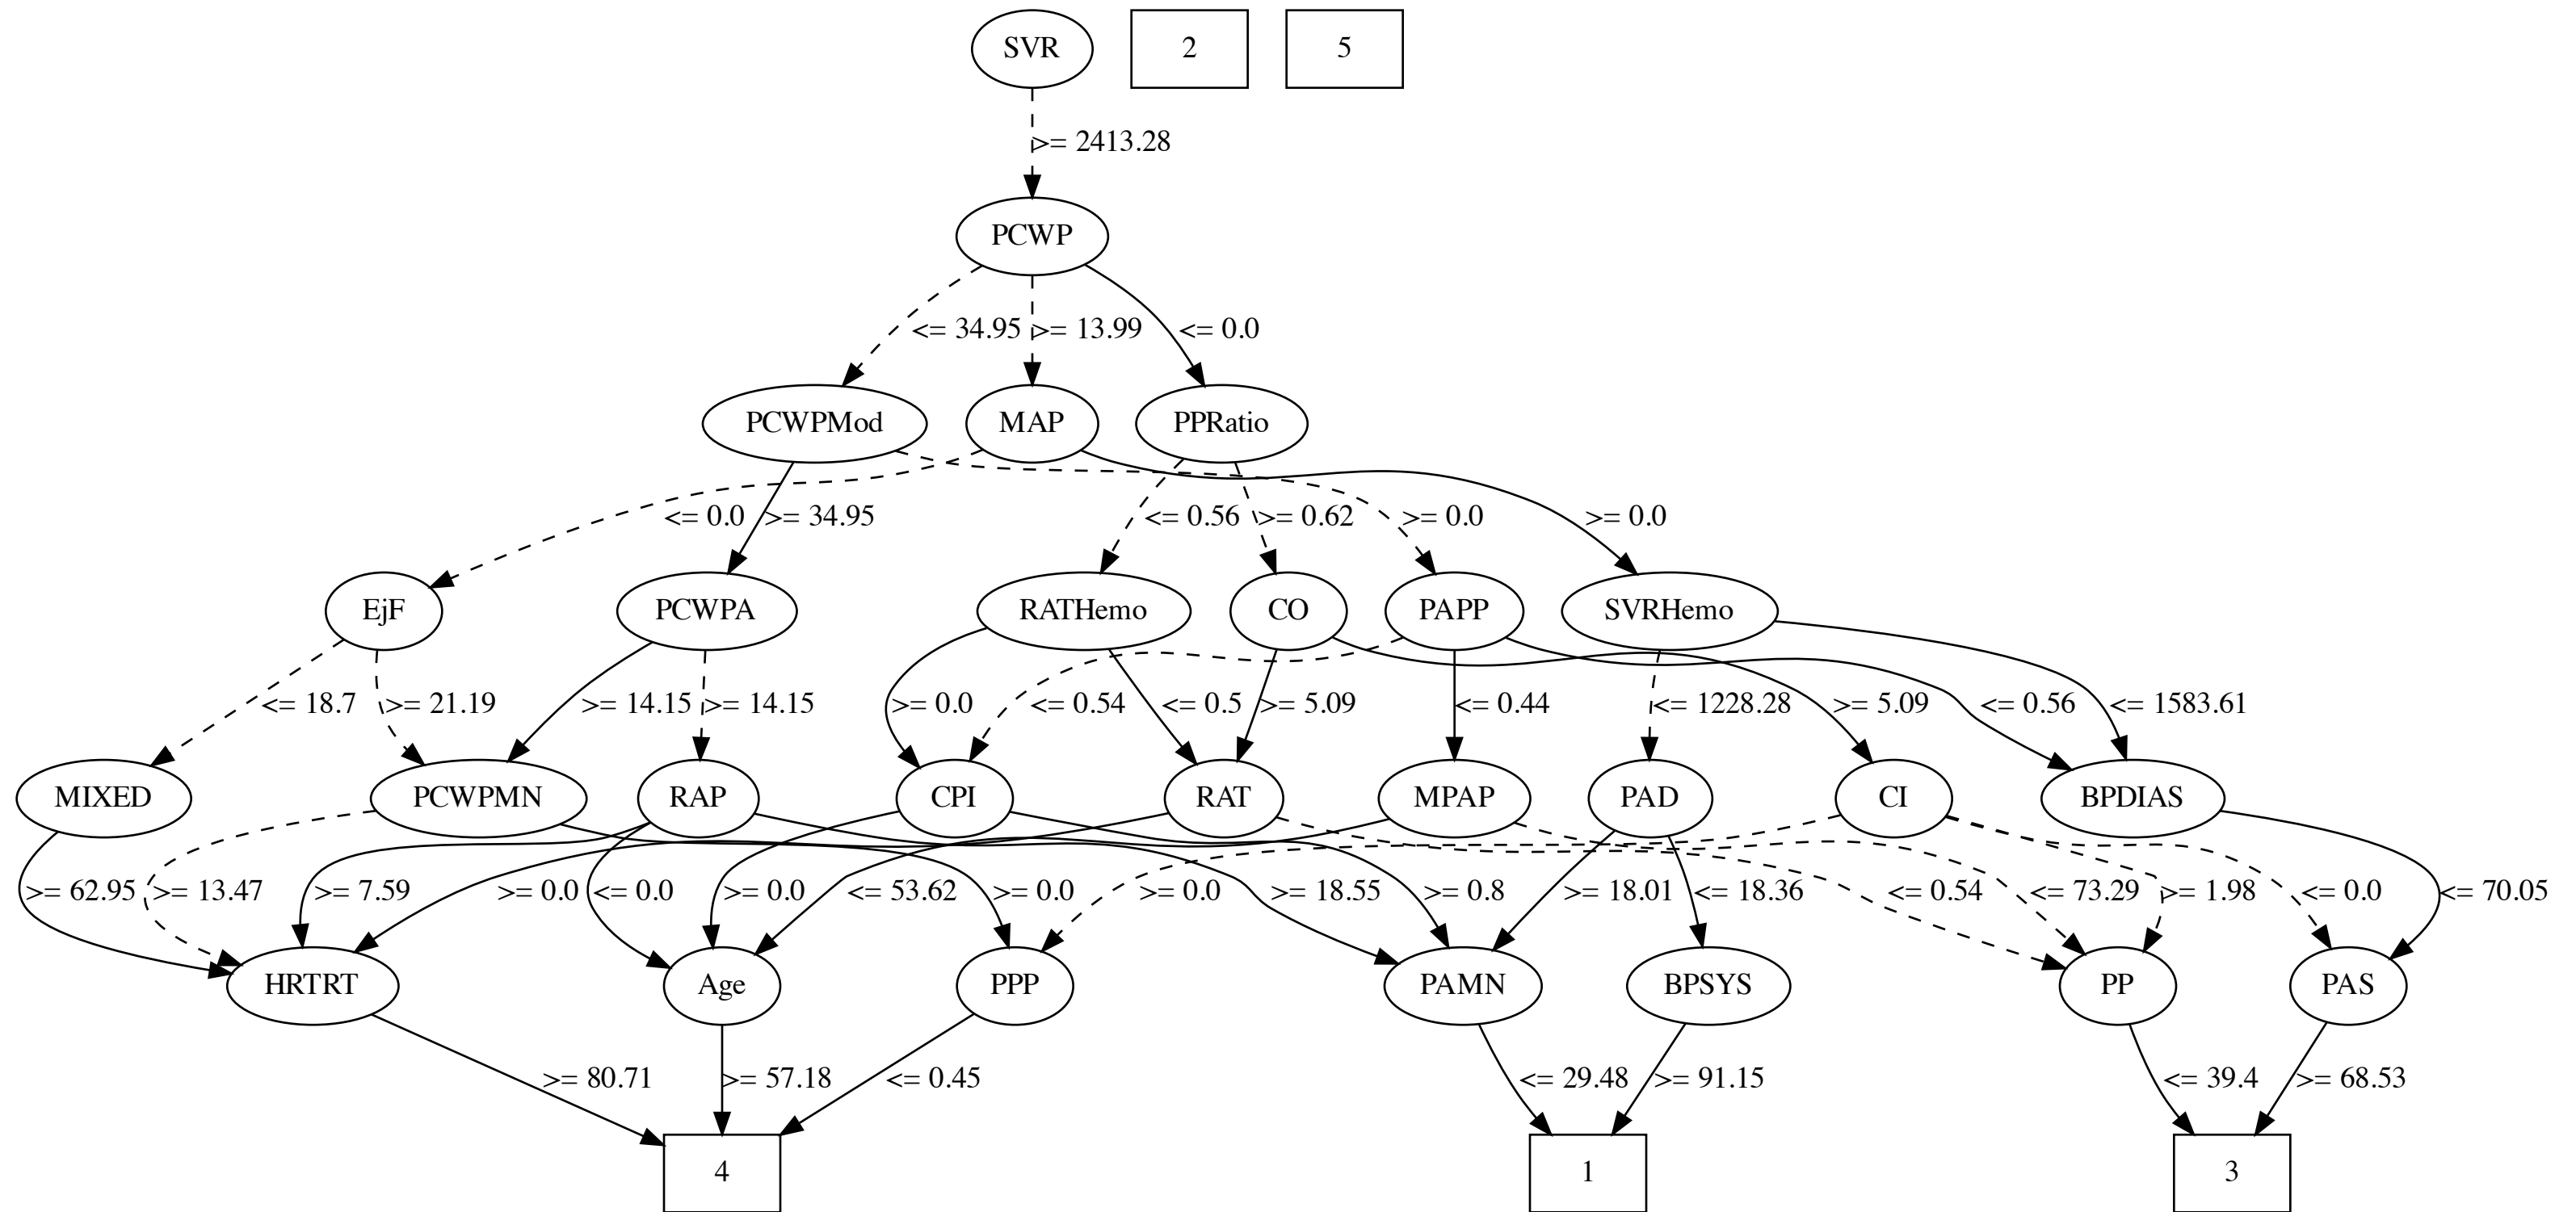 SVR
2
5
>= 2413.28
PCWP
<= 34.95
>= 13.99
<= 0.0
PCWPMod
MAP
PPRatio
<= 0.0
>= 34.95
<= 0.56
>= 0.62
>= 0.0
>= 0.0
EjF
PCWPA
RATHemo
CO
PAPP
SVRHemo
<= 18.7
>= 21.19
>= 14.15
>= 14.15
>= 0.0
<= 0.54
<= 0.5
>= 5.09
<= 0.44
<= 1228.28
>= 5.09
<= 0.56
<= 1583.61
MIXED
PCWPMN
RAP
CPI
RAT
MPAP
PAD
CI
BPDIAS
>= 62.95
>= 13.47
>= 7.59
>= 0.0
<= 0.0
>= 0.0
<= 53.62
>= 0.0
>= 0.0
>= 18.55
>= 0.8
>= 18.01
<= 18.36
<= 0.54
<= 73.29
>= 1.98
<= 0.0
<= 70.05
HRTRT
Age
PPP
PAMN
BPSYS
PP
PAS
>= 80.71
>= 57.18
<= 0.45
<= 29.48
>= 91.15
<= 39.4
>= 68.53
4
1
3